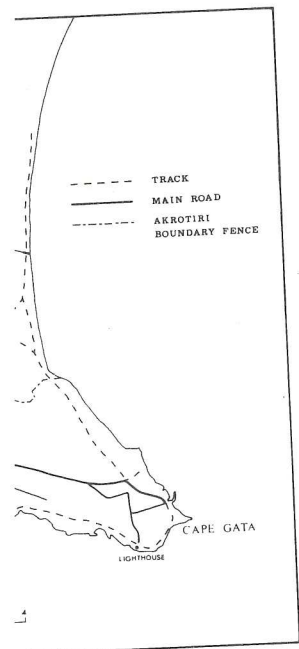 TRACK
MAIN ROAD
AKROTIRI
BOUNDARY FENCE
CAPE GATA
LIGHTHOUSE